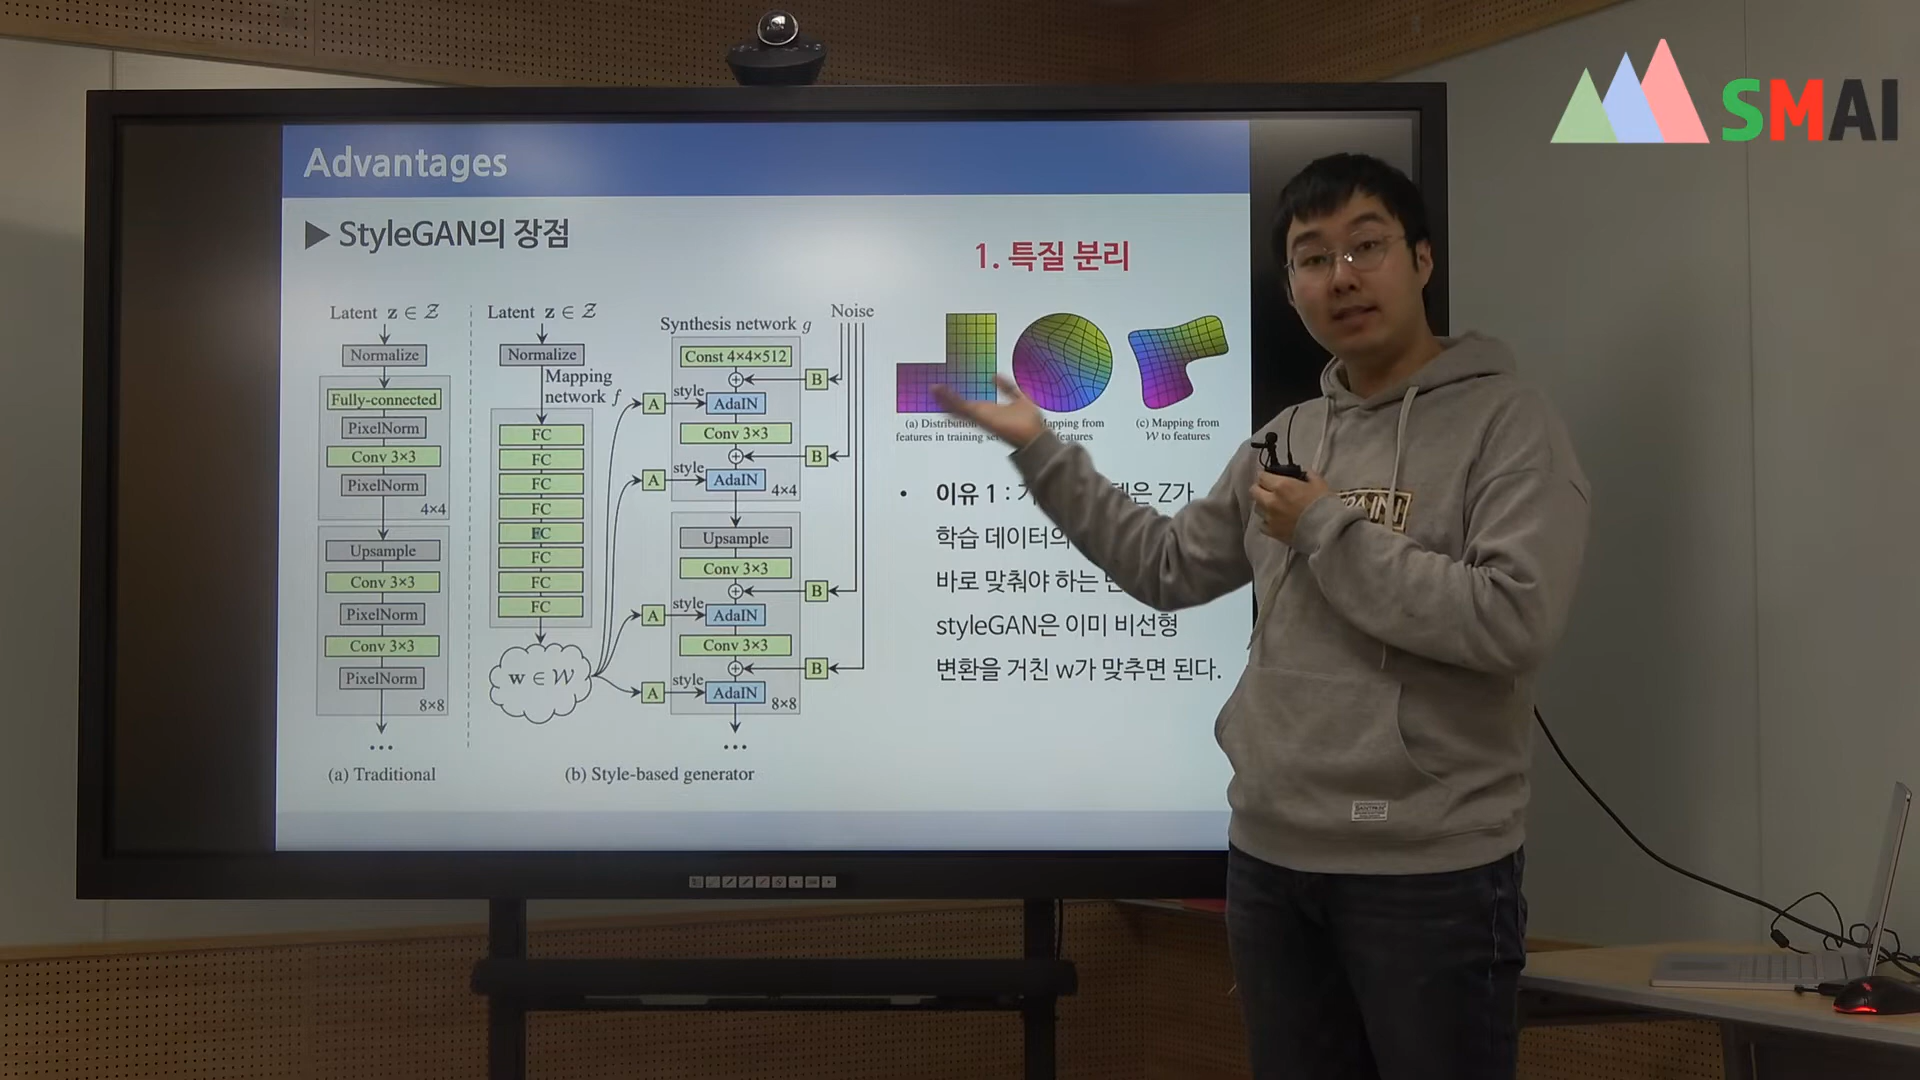 SMAI
Advantages
▶ StyleGAN의 장점
1. 특질 분리
Latent z ∈ Z
Normalize
Fully-connected
PixelNorm
Conv 3×3
PixelNorm
4×4
Upsample
Conv 3×3
PixelNorm
Conv 3×3
PixelNorm
8×8
...
(a) Traditional
Latent z ∈ Z
Normalize
Mapping
network f
FC
FC
FC
FC
FC
FC
FC
FC
w ∈ W
Synthesis network g
Noise
Const 4×4×512
B
A
style
AdaIN
Conv 3×3
B
A
style
AdaIN
4×4
Upsample
Conv 3×3
B
A
style
AdaIN
Conv 3×3
B
A
style
AdaIN
8×8
...
(b) Style-based generator
(a) Distribution
features in training
Mapping from
features
(c) Mapping from
W to features
• 이유 1 : Z가
학습 데이터의
바로 맞춰야 하는
styleGAN은 이미 비선형
변환을 거친 w가 맞추면 된다.